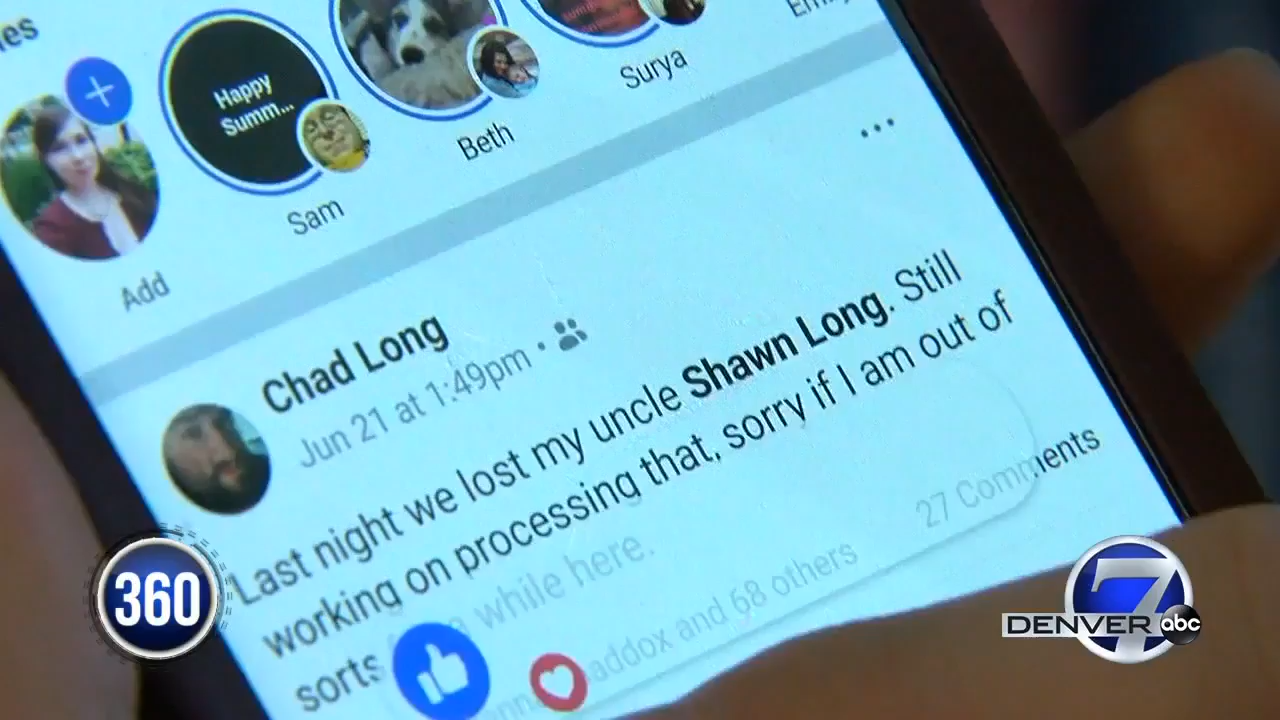 Happy
Summ...
Surya
Beth
Sam
Add
Chad Long
Jun 21 at 1:49pm
Last night we lost my uncle Shawn Long. Still
working on processing that, sorry if I am out of
sorts while here.
27 Comments
and 68 others
360
DENVER 7 abc